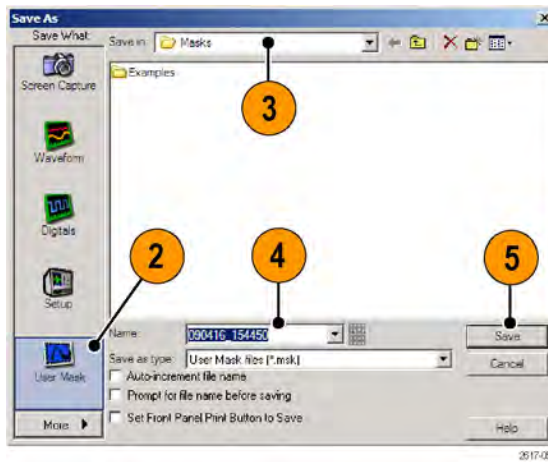 Save As
Save What:
Save in: Masks
Screen Capture
Examples
3
Waveform
Digitals
2
4
5
Setup
Name: 090416_154450
Save
User Mask
Save as type: User Mask files (*.msk)
Cancel
Auto-increment file name
Prompt for file name before saving
More
Set Front Panel Print Button to Save
Help